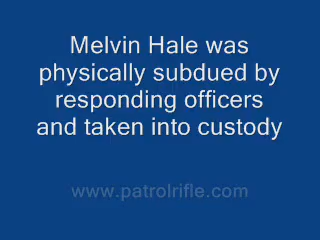 Melvin Hale was
physically subdued by
responding officers
and taken into custody
www.patrolrifle.com